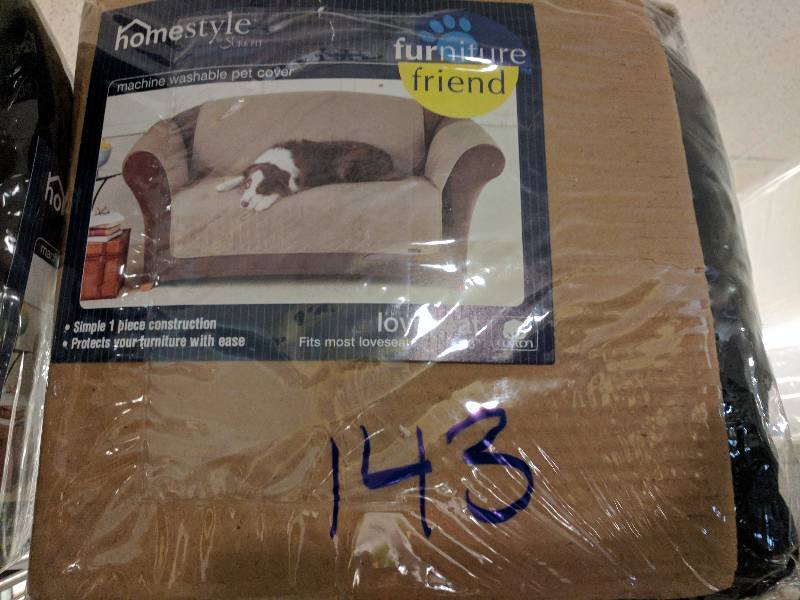 homestyle
furniture
friend
machine washable pet cover
• Simple 1 piece construction
• Protects your furniture with ease
Fits most loveseat
143
ho